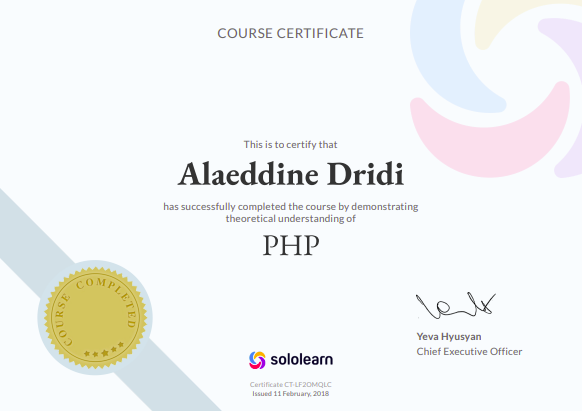 COURSE CERTIFICATE
This is to certify that
Alaeddine Dridi
has successfully completed the course by demonstrating
theoretical understanding of
PHP
COURSE COMPLETED
Yeva Hyusyan
Chief Executive Officer
sololearn
Certificate CT-LF2OMQLC
Issued 11 February, 2018